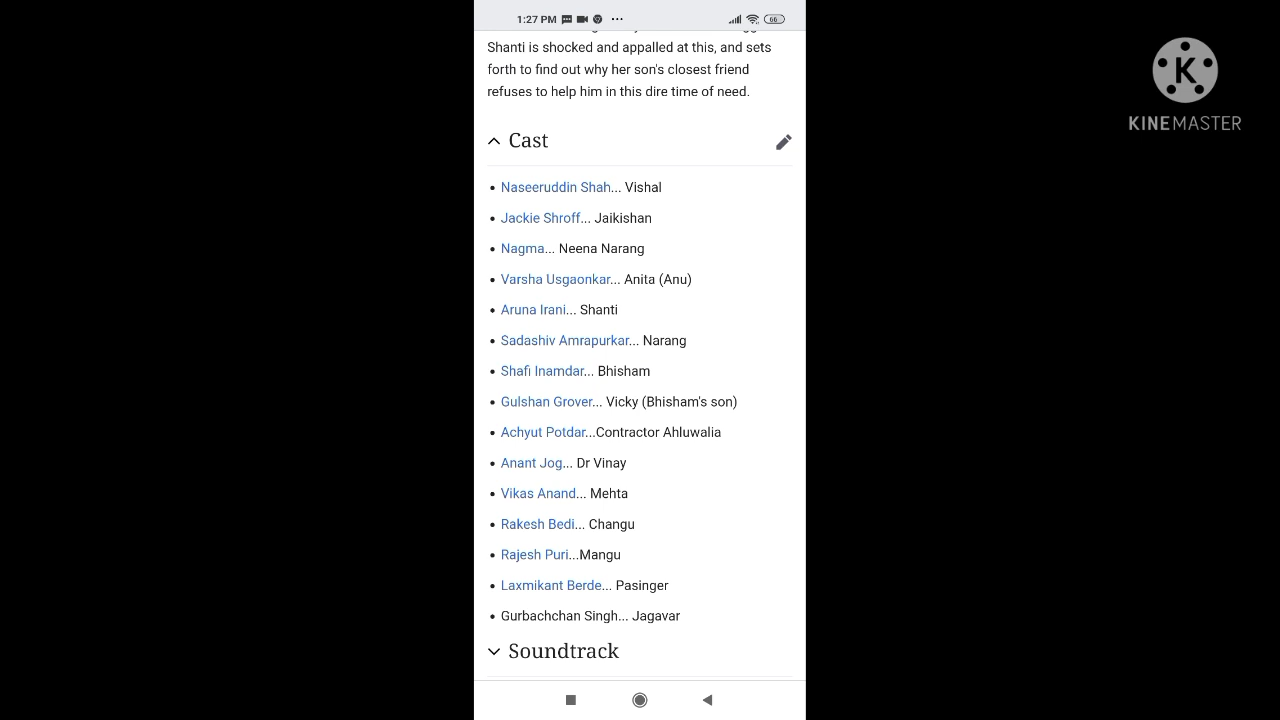 1:27 PM
66
Shanti is shocked and appalled at this, and sets
forth to find out why her son's closest friend
refuses to help him in this dire time of need.
Cast
• Naseeruddin Shah... Vishal
• Jackie Shroff... Jaikishan
• Nagma... Neena Narang
• Varsha Usgaonkar... Anita (Anu)
• Aruna Irani... Shanti
• Sadashiv Amrapurkar... Narang
• Shafi Inamdar... Bhisham
• Gulshan Grover... Vicky (Bhisham's son)
• Achyut Potdar...Contractor Ahluwalia
• Anant Jog... Dr Vinay
• Vikas Anand... Mehta
• Rakesh Bedi... Changu
• Rajesh Puri...Mangu
• Laxmikant Berde... Pasinger
• Gurbachchan Singh... Jagavar
Soundtrack
K
KINEMASTER